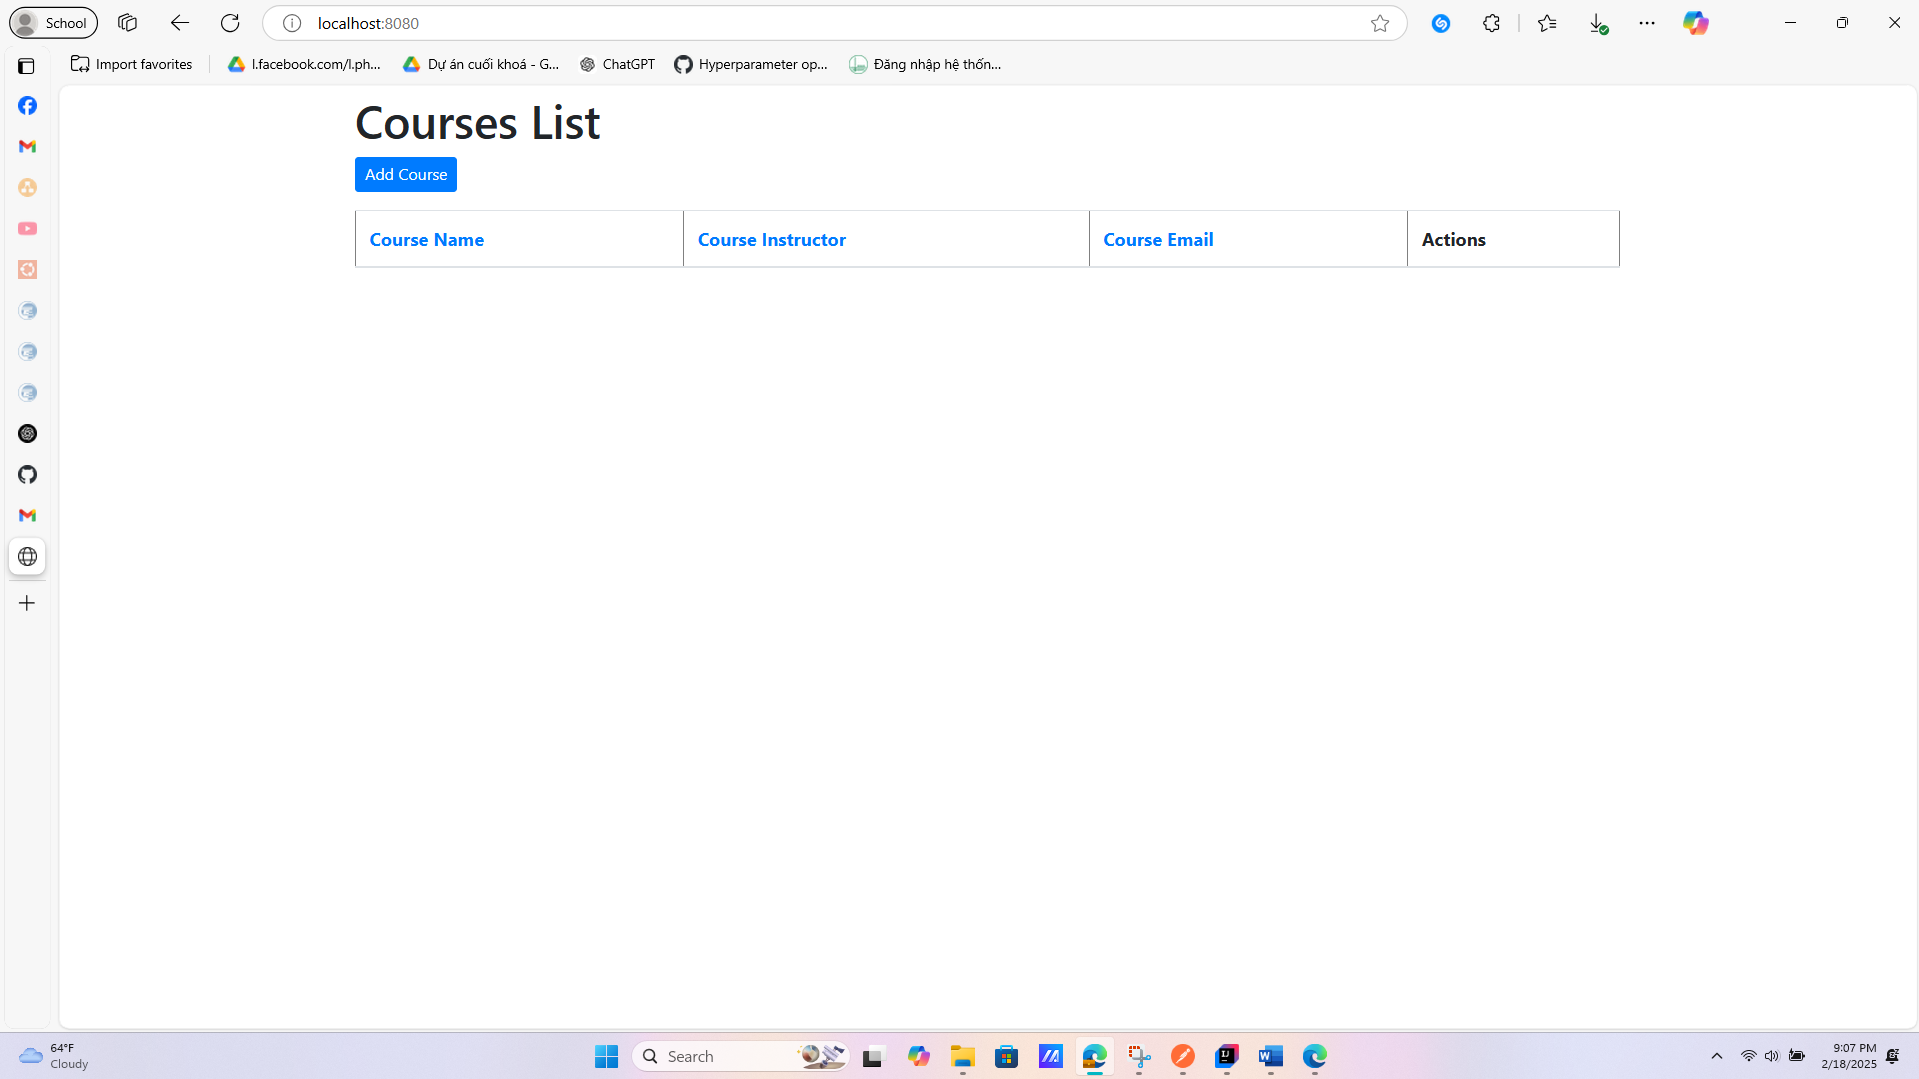 School
localhost:8080
Import favorites
l.facebook.com/l.ph...
Dự án cuối khoá - G...
ChatGPT
Hyperparameter op...
Đăng nhập hệ thốn...
Courses List
Add Course
Course Name
Course Instructor
Course Email
Actions
64°F
Cloudy
Search
9:07 PM
2/18/2025